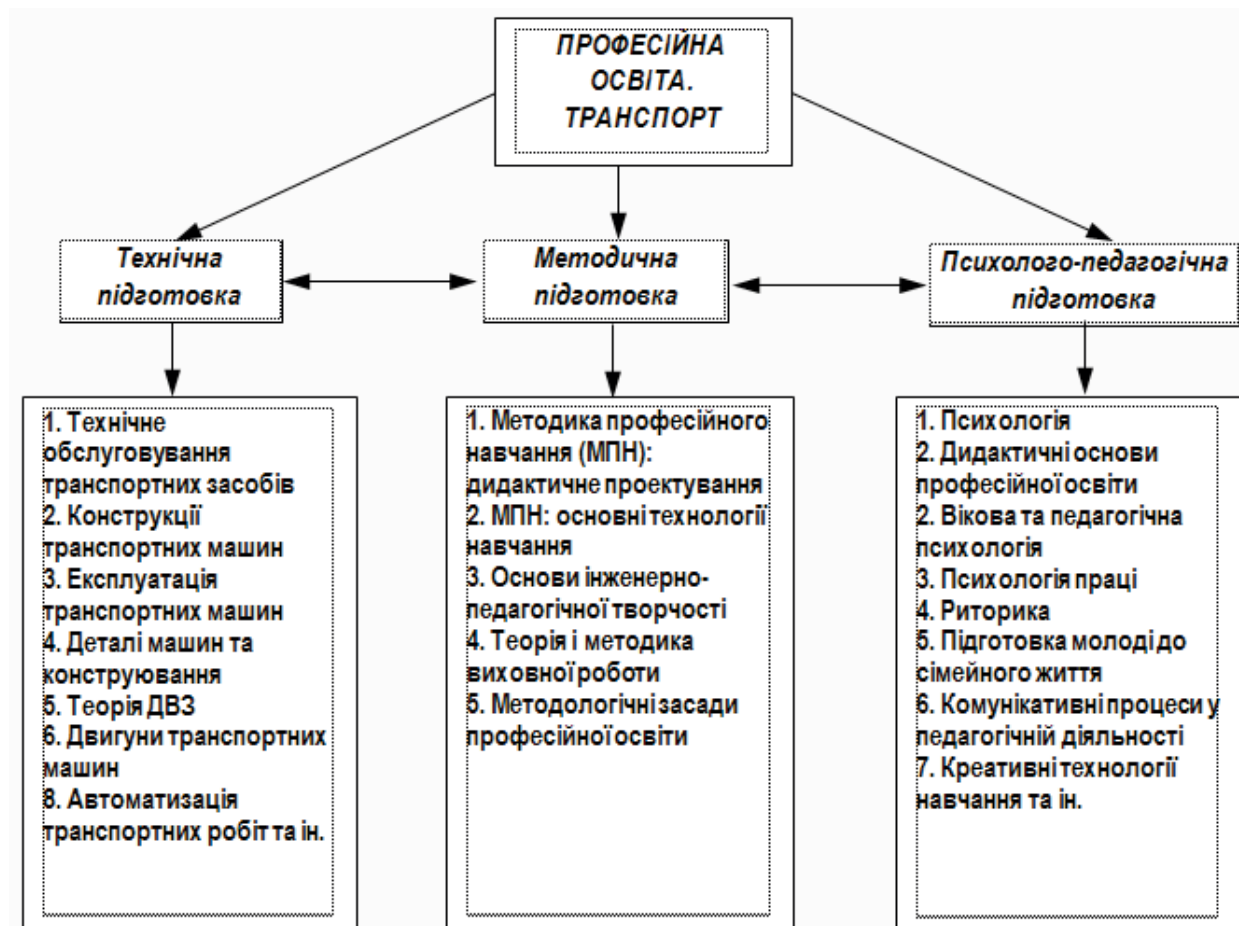 ПРОФЕСІЙНА
ОСВІТА.
ТРАНСПОРТ
Технічна
підготовка
Методична
підготовка
Психолого-педагогічна
підготовка
1. Технічне
обслуговування
транспортних засобів
2. Конструкції
транспортних машин
3. Експлуатація
транспортних машин
4. Деталі машин та
конструювання
5. Теорія ДВЗ
6. Двигуни транспортних
машин
8. Автоматизація
транспортних робіт та ін.
1. Методика професійного
навчання (МПН):
дидактичне проектування
2. МПН: основні технології
навчання
3. Основи інженерно-
педагогічної творчості
4. Теорія і методика
виховної роботи
5. Методологічні засади
професійної освіти
1. Психологія
2. Дидактичні основи
професійної освіти
2. Вікова та педагогічна
психологія
3. Психологія праці
4. Риторика
5. Підготовка молоді до
сімейного життя
6. Комунікативні процеси у
педагогічній діяльності
7. Креативні технології
навчання та ін.